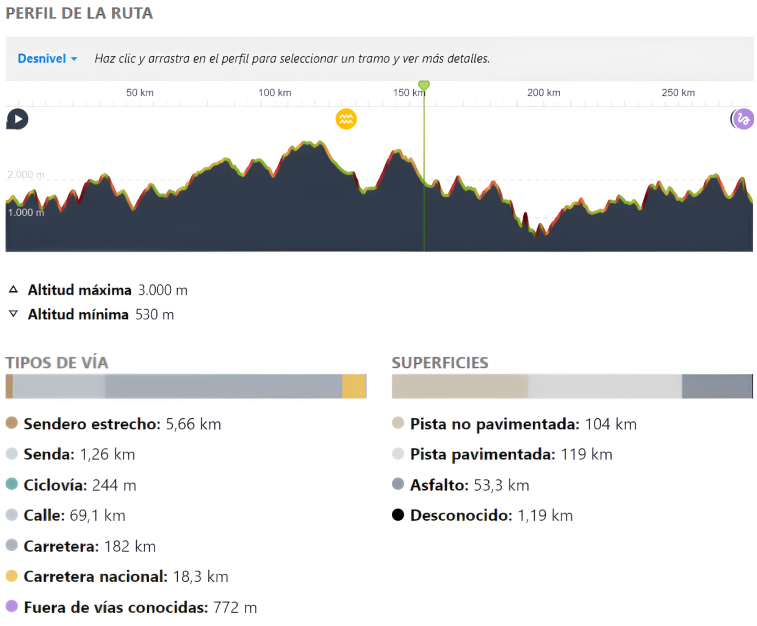 PERFIL DE LA RUTA
Desnivel Haz clic y arrastra en el perfil para seleccionar un tramo y ver más detalles.
50 km 100 km 150 km 200 km 250 km
2.000 m
1.000 m
Altitud máxima 3.000 m
Altitud mínima 530 m
TIPOS DE VÍA
Sendero estrecho: 5,66 km
Senda: 1,26 km
Ciclovía: 244 m
Calle: 69,1 km
Carretera: 182 km
Carretera nacional: 18,3 km
Fuera de vías conocidas: 772 m
SUPERFICIES
Pista no pavimentada: 104 km
Pista pavimentada: 119 km
Asfalto: 53,3 km
Desconocido: 1,19 km